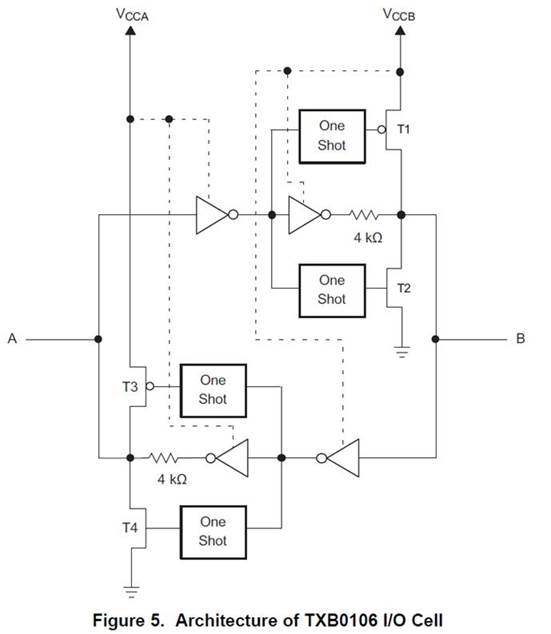 VCCA
VCCB
One
Shot
T1
4 kΩ
One
Shot
T2
A
B
T3
One
Shot
4 kΩ
T4
One
Shot
Figure 5. Architecture of TXB0106 I/O Cell